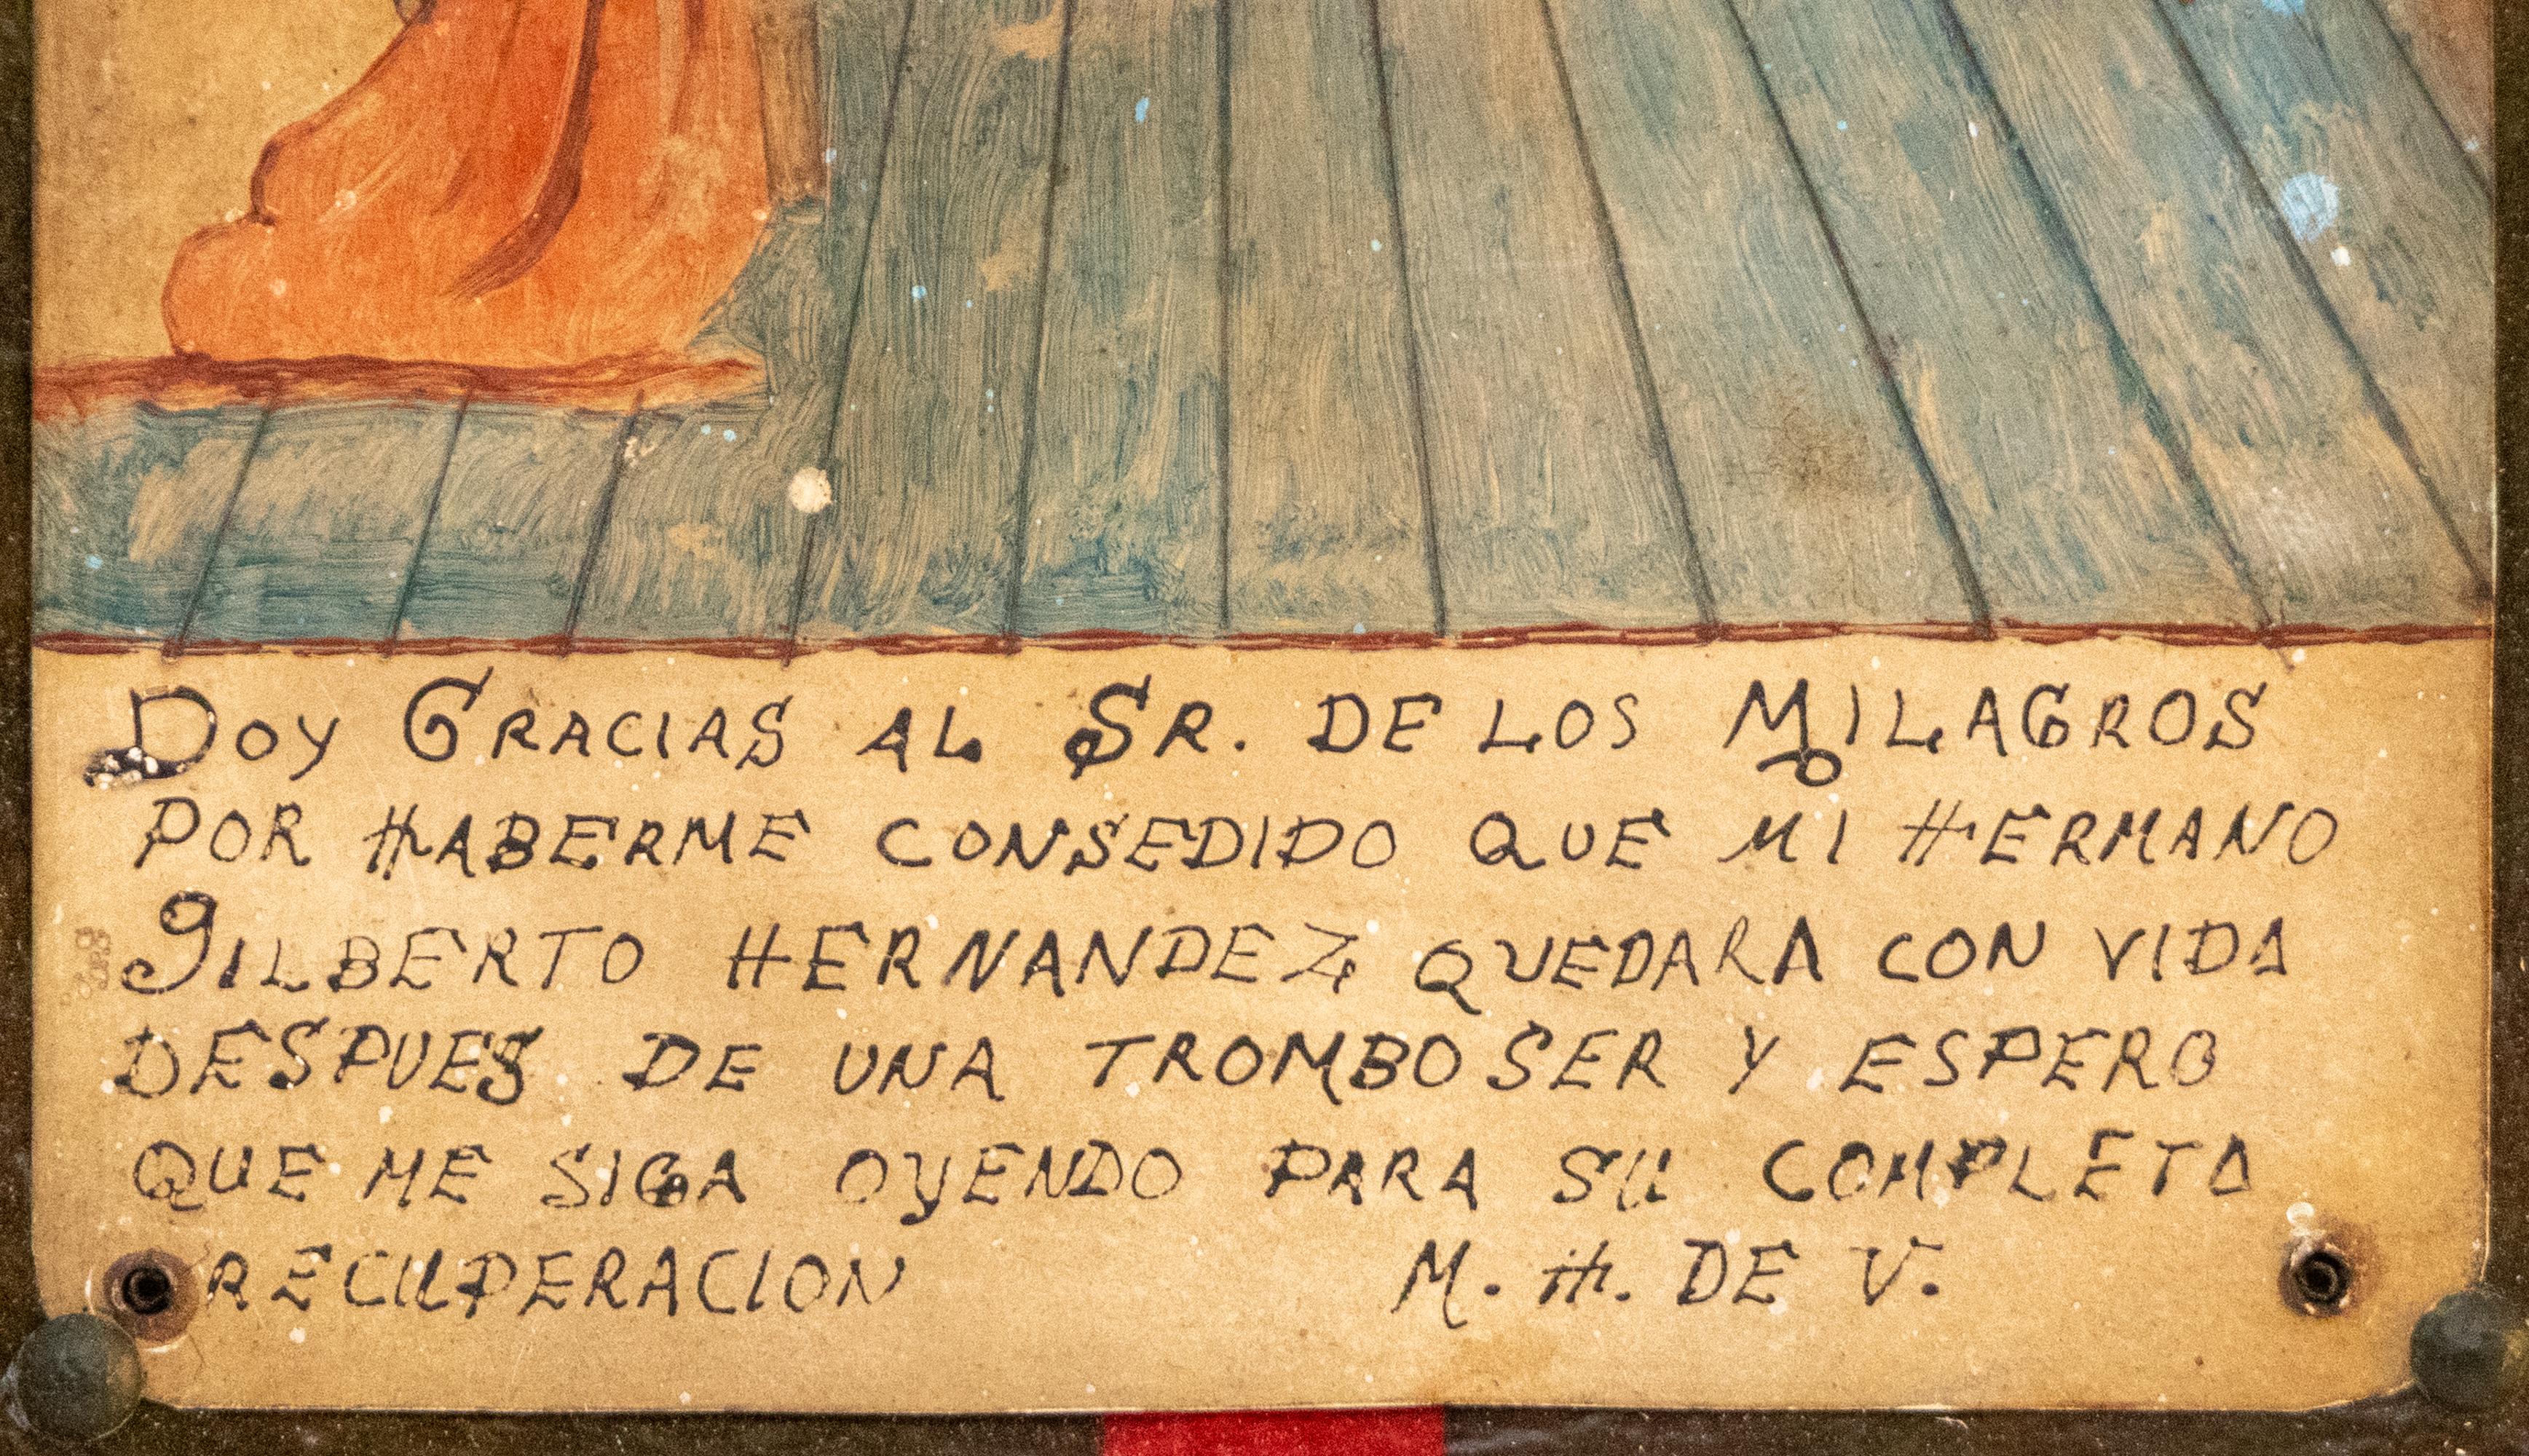 DOY GRACIAS AL SR. DE LOS MILAGROS
POR HABERME CONSEDIDO QUE MI HERMANO
GILBERTO HERNANDEZ QUEDARA CON VIDA
DESPUES DE UNA TROMBOSER Y ESPERO
QUE ME SIGA OYENDO PARA SU COMPLETA
RECUPERACION M. H. DE V.